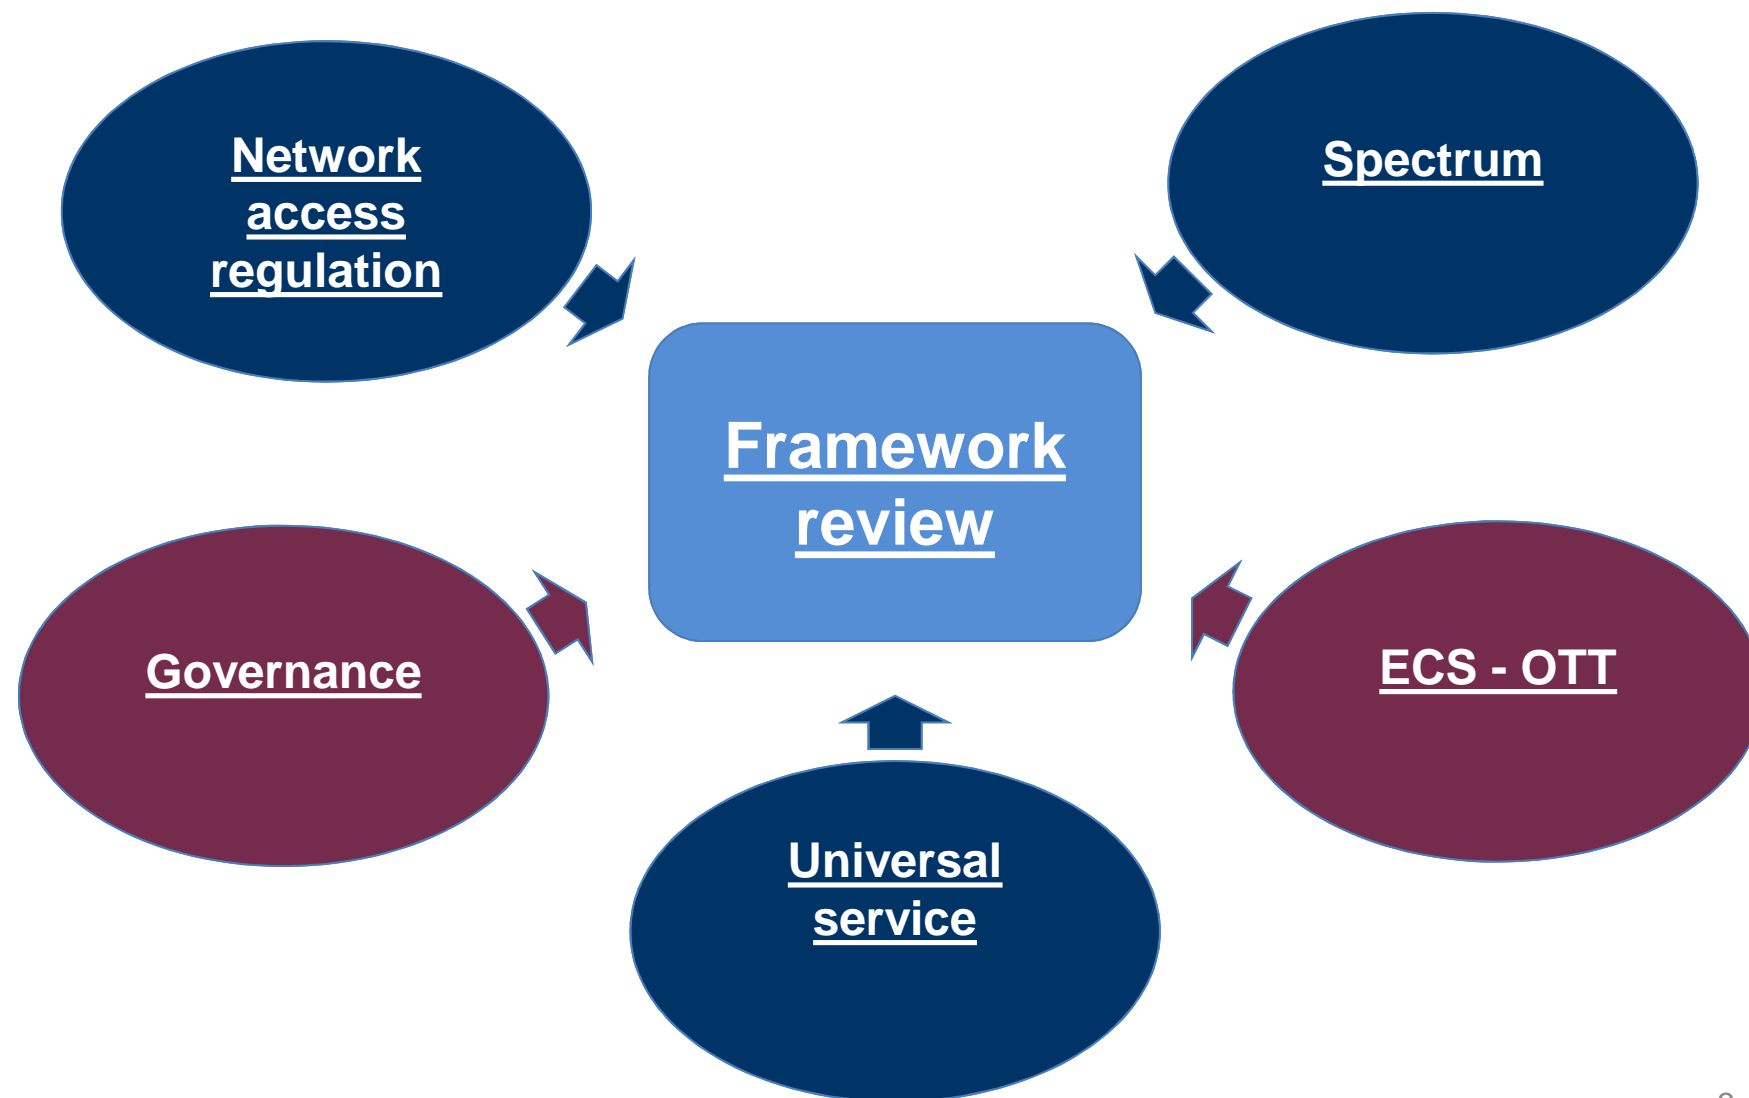 Network
access
regulation
Spectrum
Framework
review
Governance
ECS - OTT
Universal
service